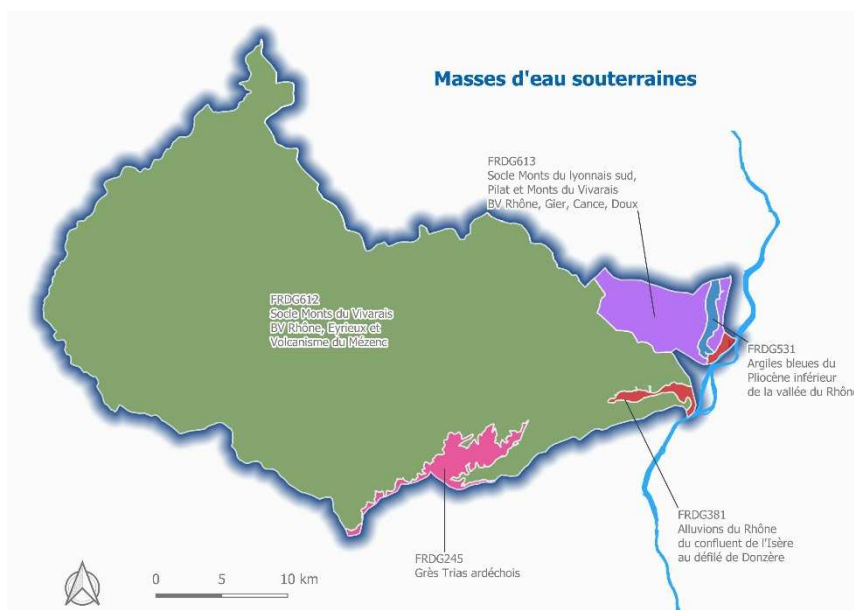 Masses d'eau souterraines
FRDG613
Socle Monts du lyonnais sud,
Pilat et Monts du Vivarais
BV Rhône, Gier, Cance, Doux
FRDG612
Socle Monts du Vivarais
BV Rhône, Eyrieux et
Volcanisme du Mézenc
FRDG531
Argiles bleues du
Pliocène inférieur
de la vallée du Rhône
FRDG381
Alluvions du Rhône
du confluent de l'Isère
au défilé de Donzère
FRDG245
Grès Trias ardéchois
0 5 10 km